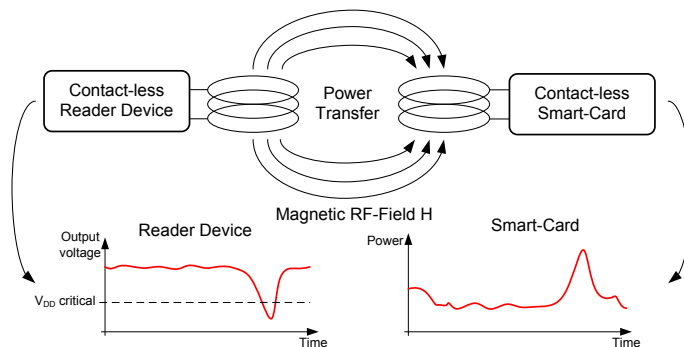 Contact-less
Reader Device
Power
Transfer
Contact-less
Smart-Card
Magnetic RF-Field H
Reader Device
Output
voltage
V_DD critical
Time
Smart-Card
Power
Time